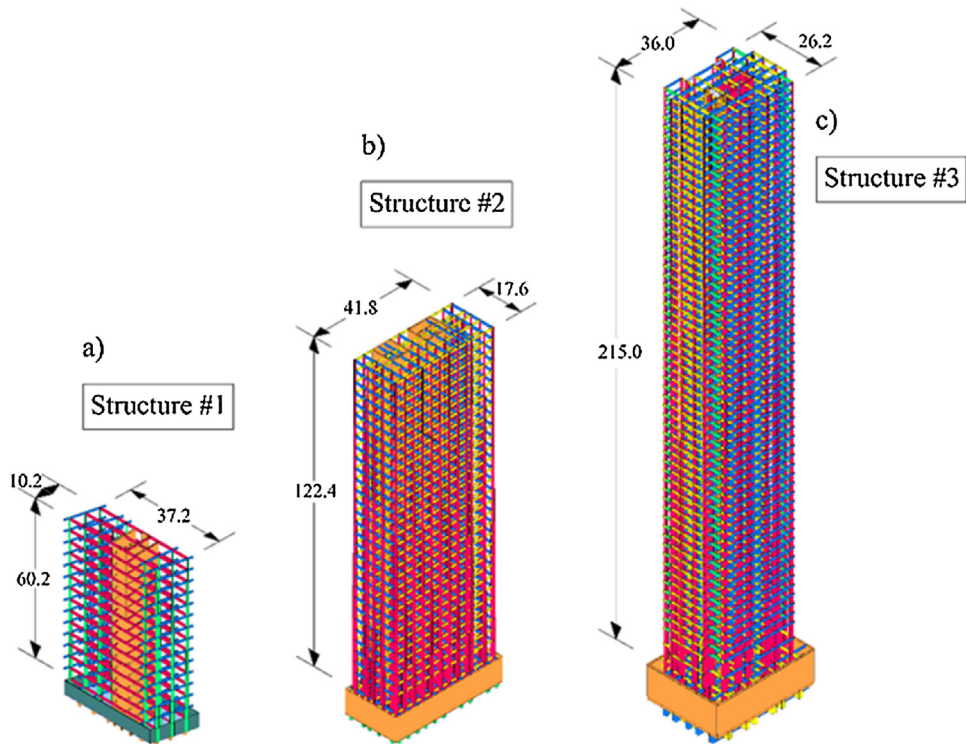 a)
Structure #1
10.2
37.2
60.2
b)
Structure #2
41.8
17.6
122.4
c)
Structure #3
36.0
26.2
215.0